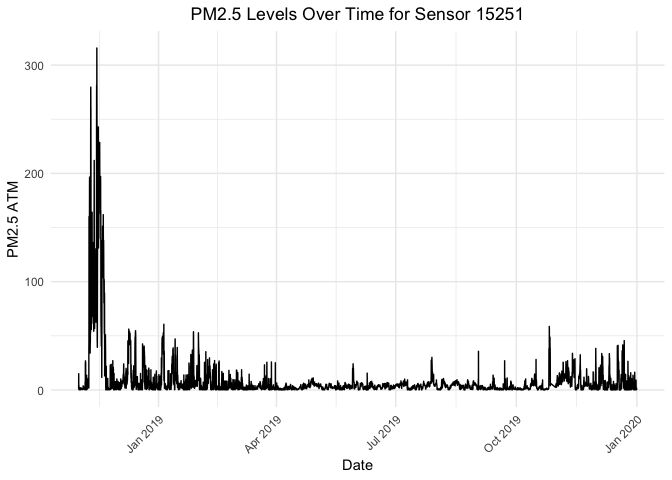 PM2.5 Levels Over Time for Sensor 15251
PM2.5 ATM
300
200
100
0
Jan 2019
Apr 2019
Jul 2019
Oct 2019
Jan 2020
Date